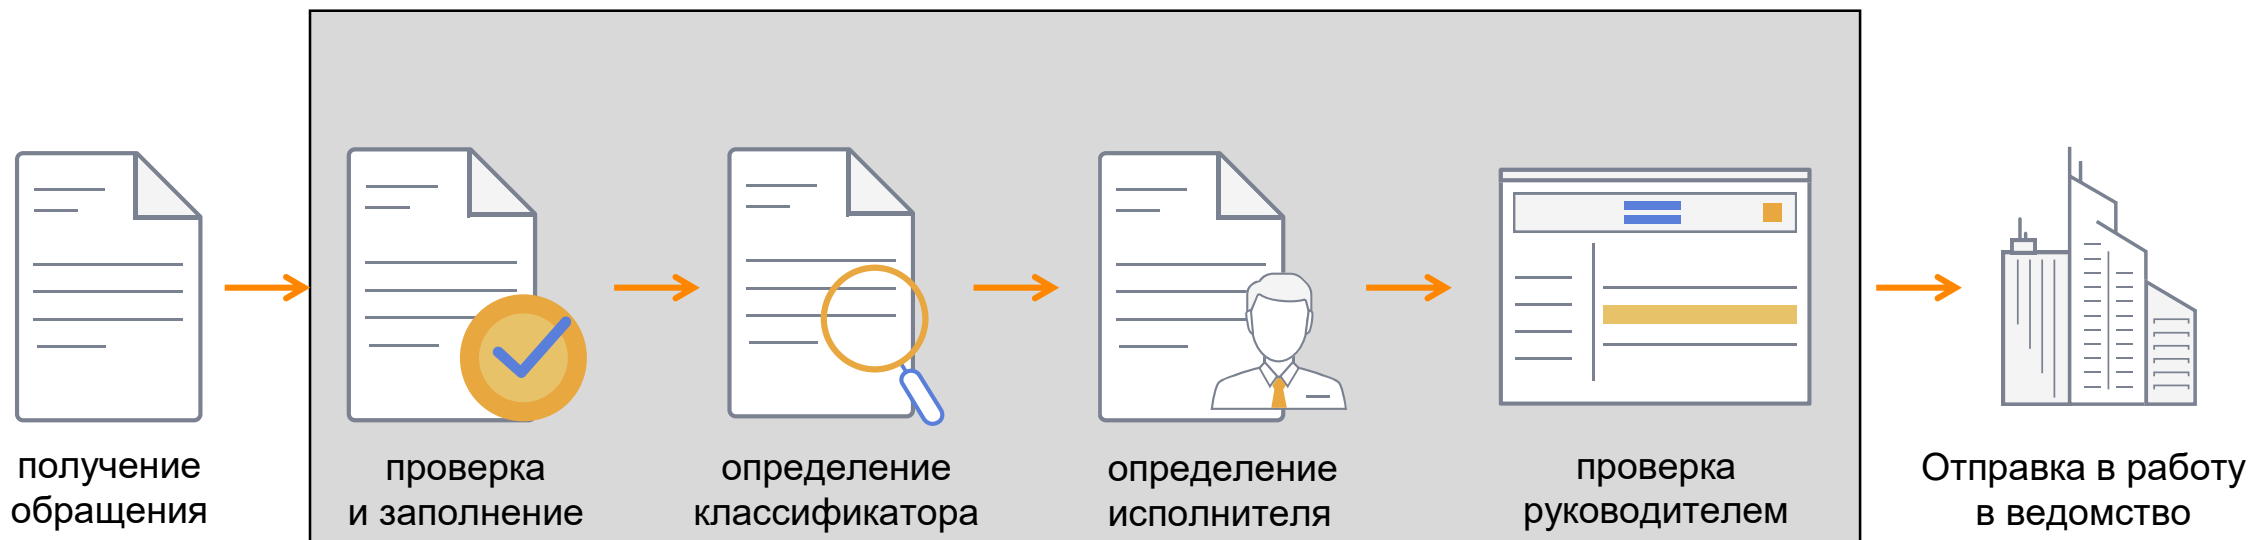 получение
обращения
проверка
и заполнение
определение
классификатора
определение
исполнителя
проверка
руководителем
Отправка в работу
в ведомство